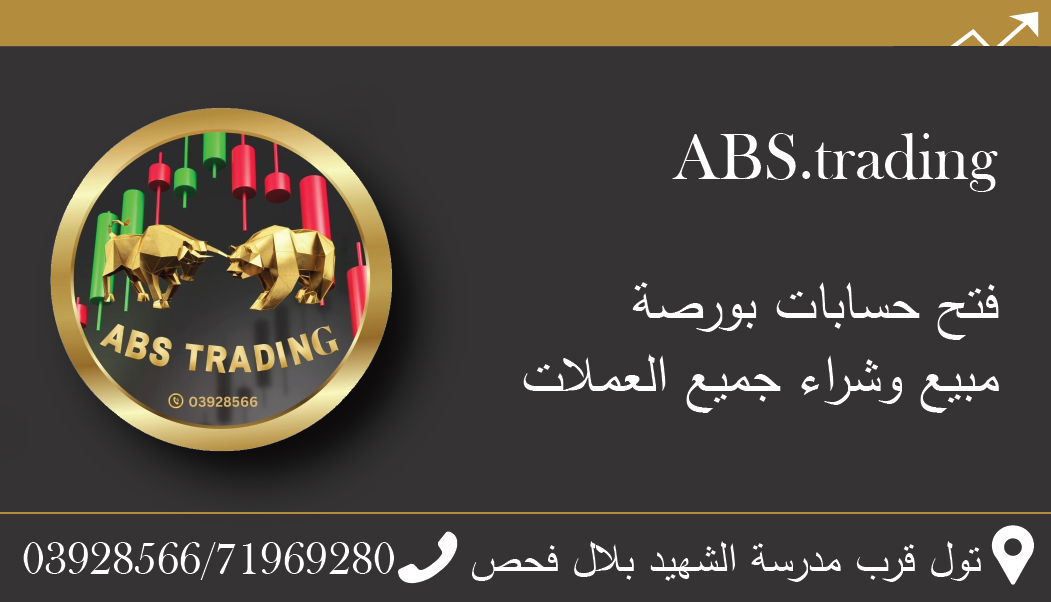 ABS.trading
فتح حسابات بورصة
مبيع وشراء جميع العملات
ABS TRADING
03928566
تول قرب مدرسة الشهيد بلال فحص
03928566/71969280